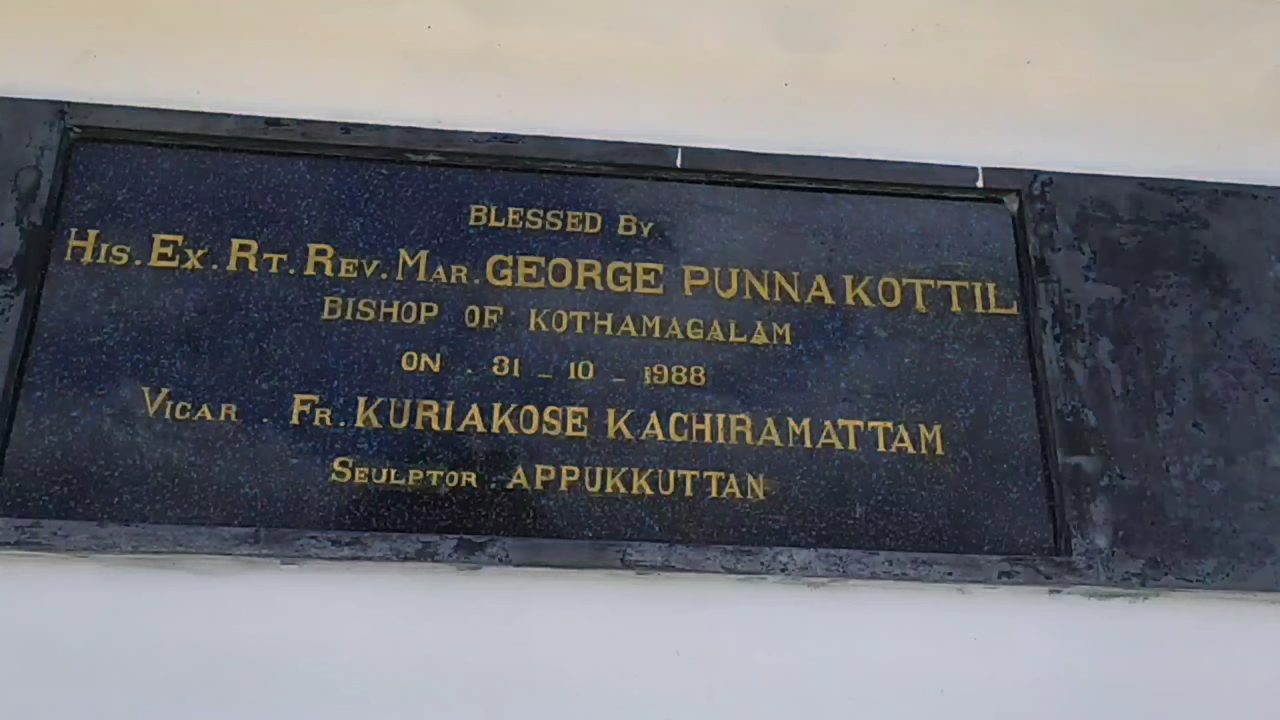 BLESSED BY
HIS. EX. RT. REV. MAR. GEORGE PUNNAKOTTIL
BISHOP OF KOTHAMAGALAM
ON . 31 _ 10 _ 1988
VICAR . FR. KURIAKOSE KACHIRAMATTAM
SEULPTOR . APPUKKUTTAN